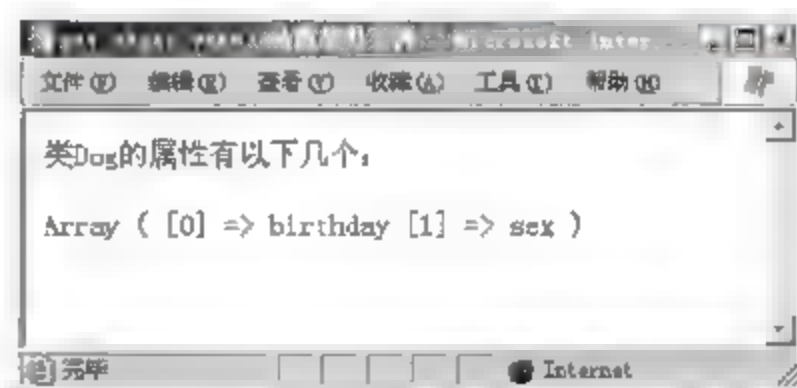 Microsoft Inter...
文件(F) 编辑(E) 查看(V) 收藏(A) 工具(T) 帮助(H)
类Dog的属性有以下几个：
Array ( [0] => birthday [1] => sex )
完毕 Internet